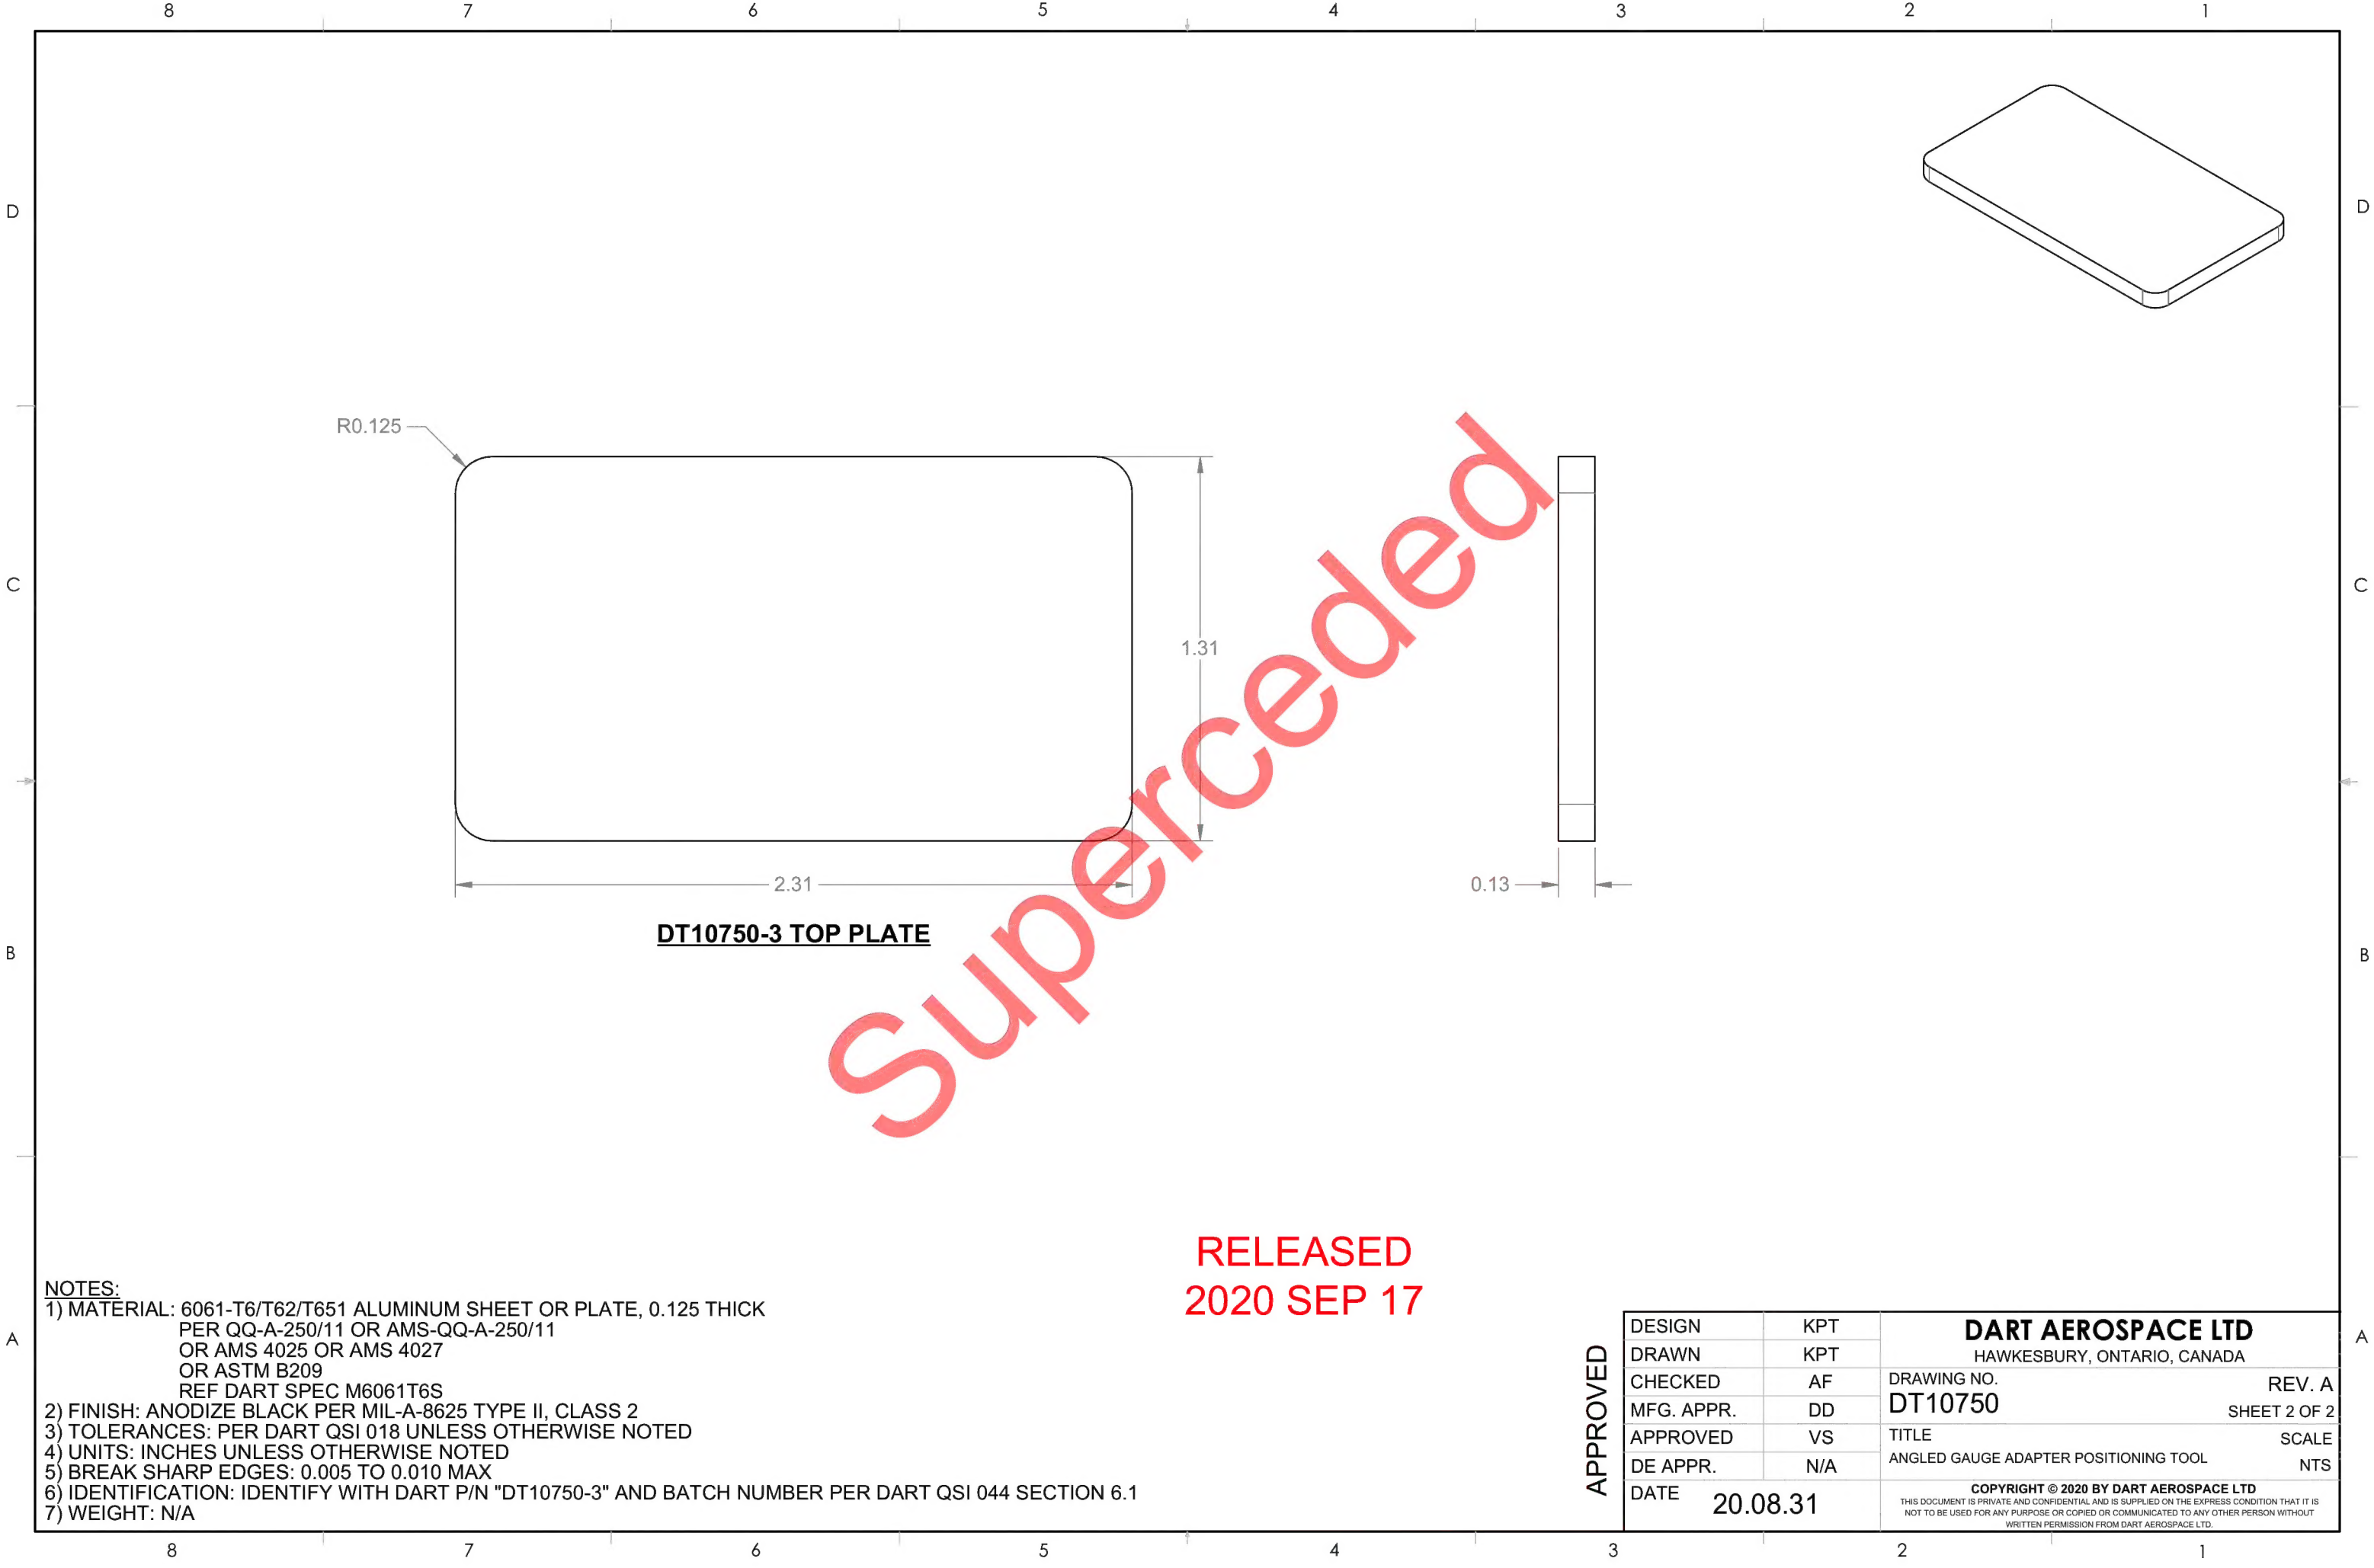 8 7 6 5 4 3 2 1
D D
R0.125
C C
1.31
2.31
0.13
DT10750-3 TOP PLATE
B B
Superceded
RELEASED
2020 SEP 17
NOTES:
1) MATERIAL: 6061-T6/T62/T651 ALUMINUM SHEET OR PLATE, 0.125 THICK
PER QQ-A-250/11 OR AMS-QQ-A-250/11
OR AMS 4025 OR AMS 4027
OR ASTM B209
REF DART SPEC M6061T6S
2) FINISH: ANODIZE BLACK PER MIL-A-8625 TYPE II, CLASS 2
3) TOLERANCES: PER DART QSI 018 UNLESS OTHERWISE NOTED
4) UNITS: INCHES UNLESS OTHERWISE NOTED
5) BREAK SHARP EDGES: 0.005 TO 0.010 MAX
6) IDENTIFICATION: IDENTIFY WITH DART P/N "DT10750-3" AND BATCH NUMBER PER DART QSI 044 SECTION 6.1
7) WEIGHT: N/A
A A
APPROVED
DESIGN KPT
DRAWN KPT
CHECKED AF
MFG. APPR. DD
APPROVED VS
DE APPR. N/A
DATE 20.08.31
DART AEROSPACE LTD
HAWKESBURY, ONTARIO, CANADA
DRAWING NO. REV. A
DT10750 SHEET 2 OF 2
TITLE SCALE
ANGLED GAUGE ADAPTER POSITIONING TOOL NTS
COPYRIGHT © 2020 BY DART AEROSPACE LTD
THIS DOCUMENT IS PRIVATE AND CONFIDENTIAL AND IS SUPPLIED ON THE EXPRESS CONDITION THAT IT IS
NOT TO BE USED FOR ANY PURPOSE OR COPIED OR COMMUNICATED TO ANY OTHER PERSON WITHOUT
WRITTEN PERMISSION FROM DART AEROSPACE LTD.
8 7 6 5 4 3 2 1